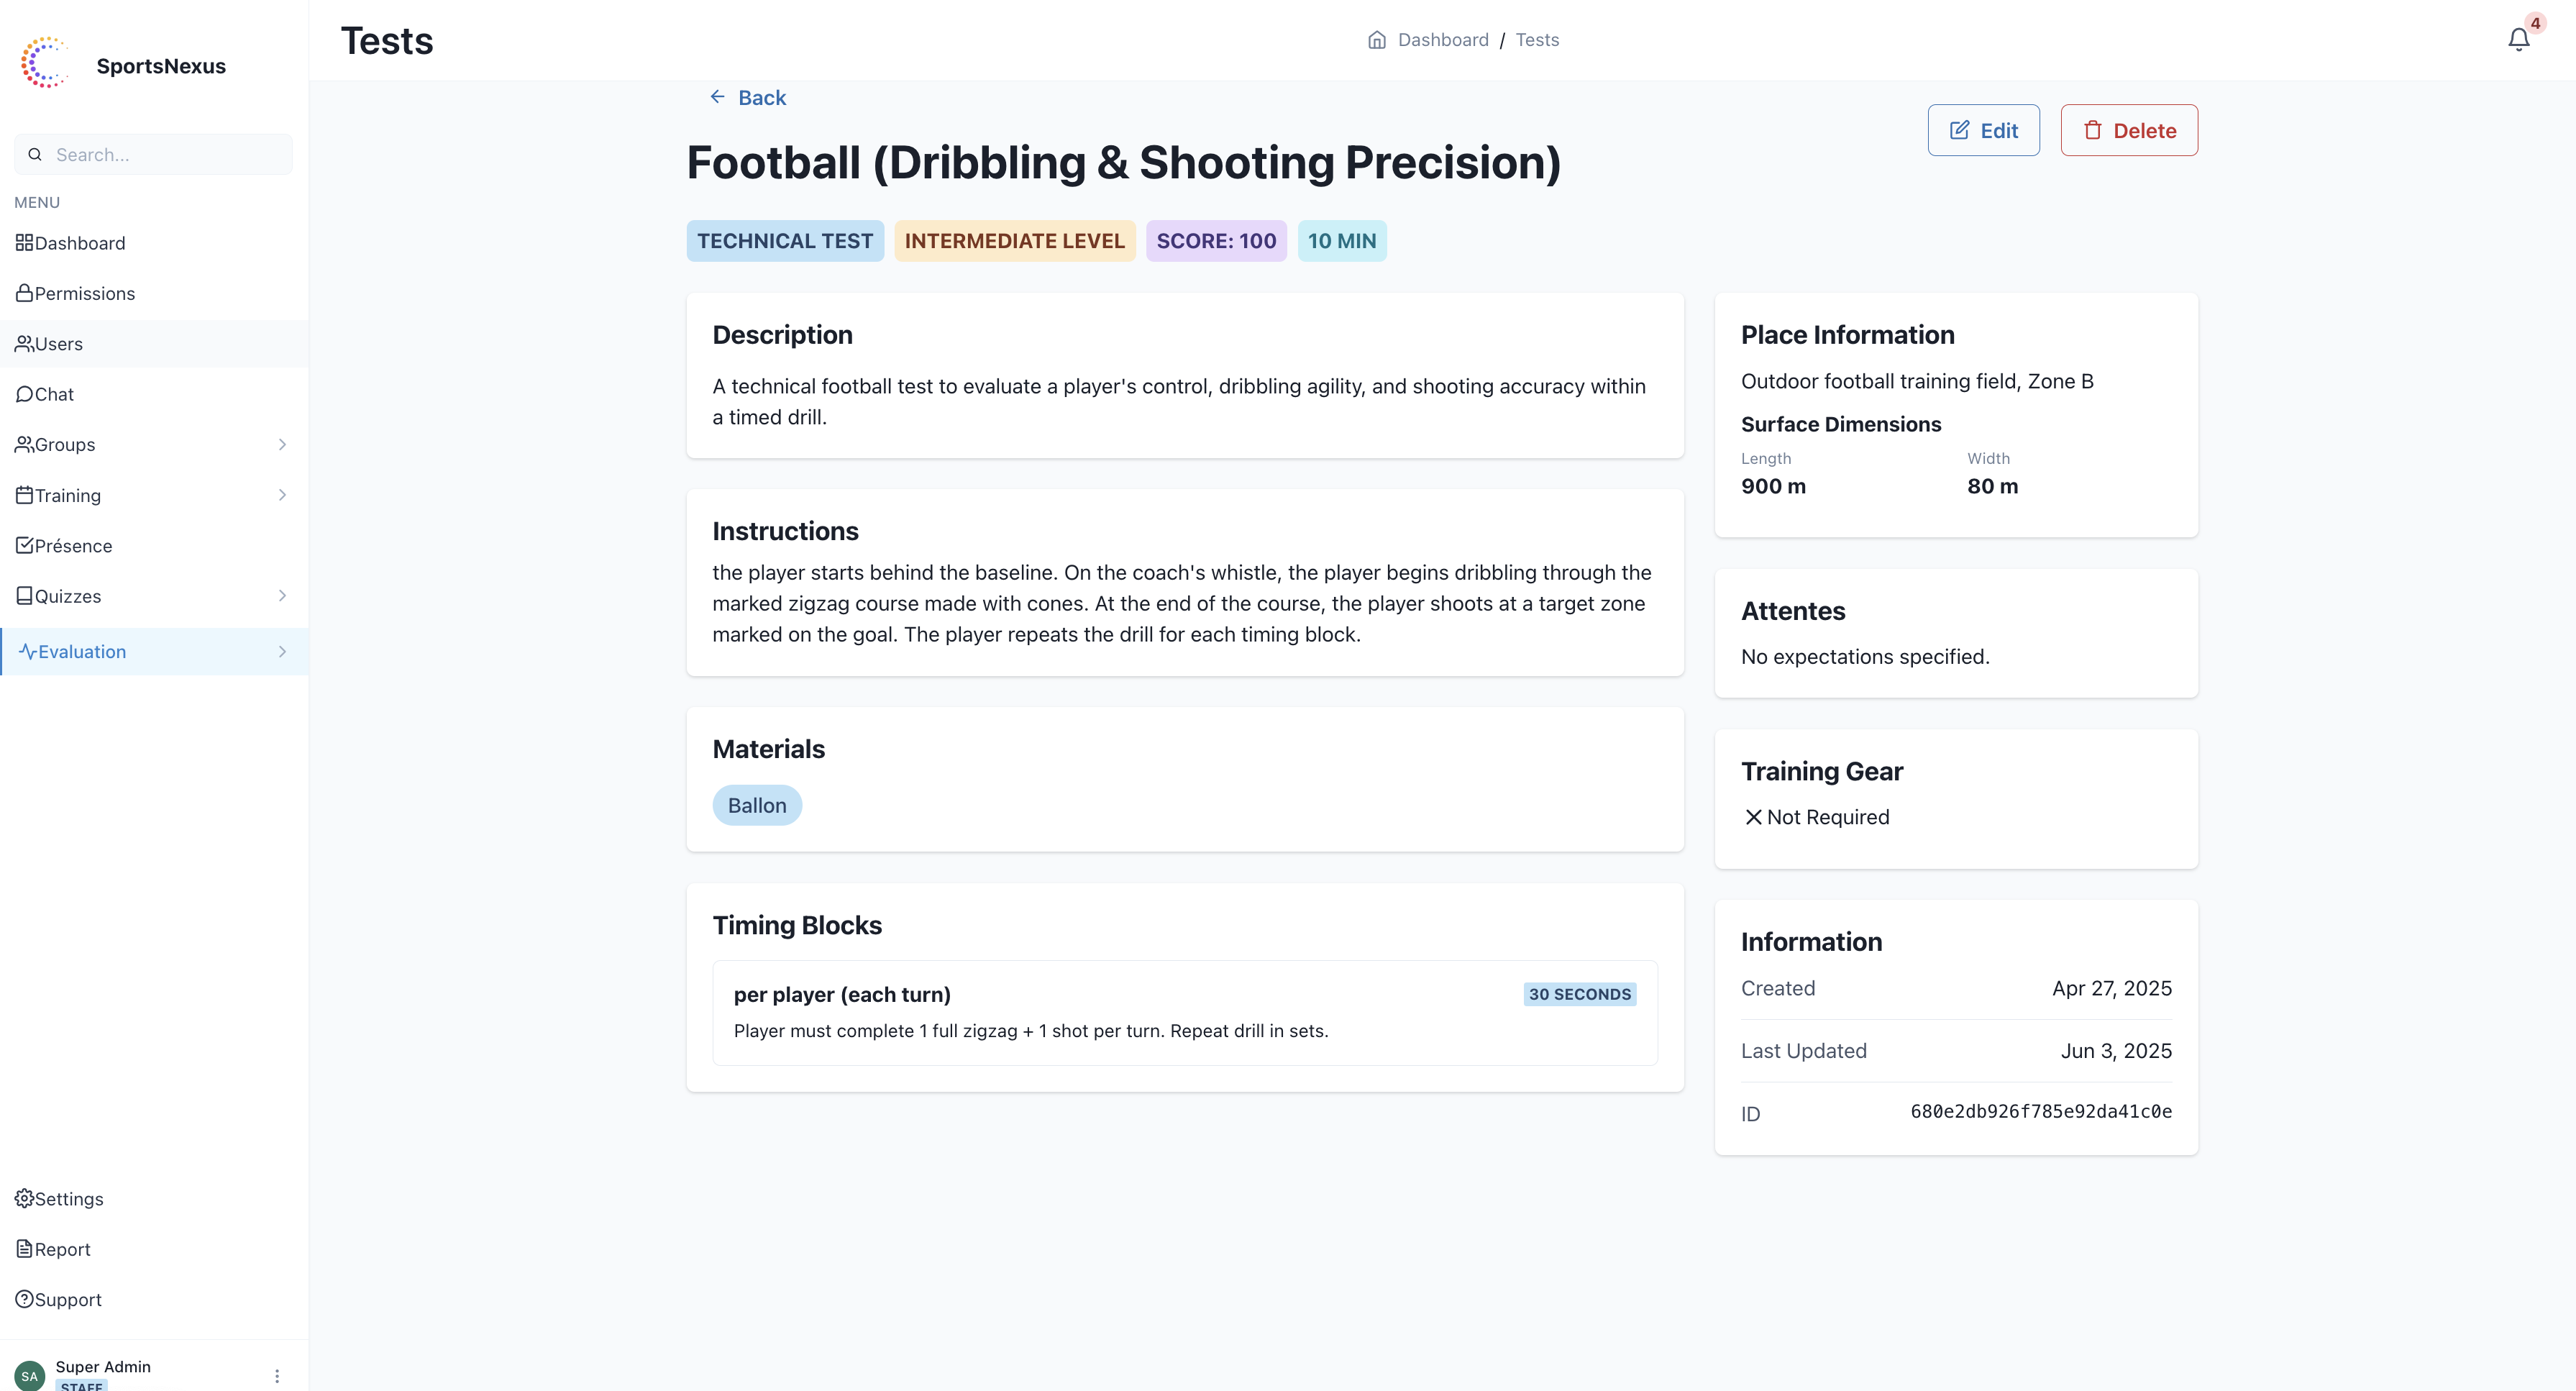 SportsNexus
Search...
MENU
Dashboard
Permissions
Users
Chat
Groups
Training
Présence
Quizzes
Evaluation
Settings
Report
Support
SA
Super Admin
STAFF
Tests
Dashboard / Tests
4
Back
Edit
Delete
Football (Dribbling & Shooting Precision)
TECHNICAL TEST INTERMEDIATE LEVEL SCORE: 100 10 MIN
Description
A technical football test to evaluate a player's control, dribbling agility, and shooting accuracy within
a timed drill.
Instructions
the player starts behind the baseline. On the coach's whistle, the player begins dribbling through the
marked zigzag course made with cones. At the end of the course, the player shoots at a target zone
marked on the goal. The player repeats the drill for each timing block.
Materials
Ballon
Timing Blocks
per player (each turn) 30 SECONDS
Player must complete 1 full zigzag + 1 shot per turn. Repeat drill in sets.
Place Information
Outdoor football training field, Zone B
Surface Dimensions
Length Width
900 m 80 m
Attentes
No expectations specified.
Training Gear
Not Required
Information
Created Apr 27, 2025
Last Updated Jun 3, 2025
ID 680e2db926f785e92da41c0e